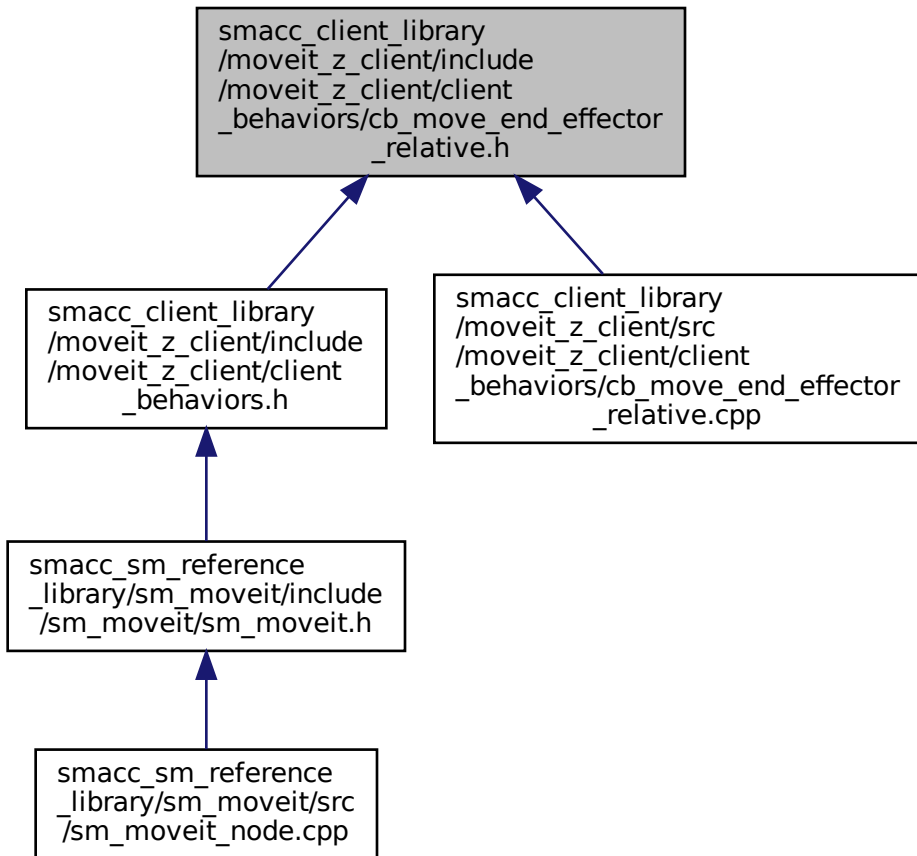 smacc_client_library
/moveit_z_client/include
/moveit_z_client/client
_behaviors/cb_move_end_effector
_relative.h
smacc_client_library
/moveit_z_client/include
/moveit_z_client/client
_behaviors.h
smacc_client_library
/moveit_z_client/src
/moveit_z_client/client
_behaviors/cb_move_end_effector
_relative.cpp
smacc_sm_reference
_library/sm_moveit/include
/sm_moveit/sm_moveit.h
smacc_sm_reference
_library/sm_moveit/src
/sm_moveit_node.cpp